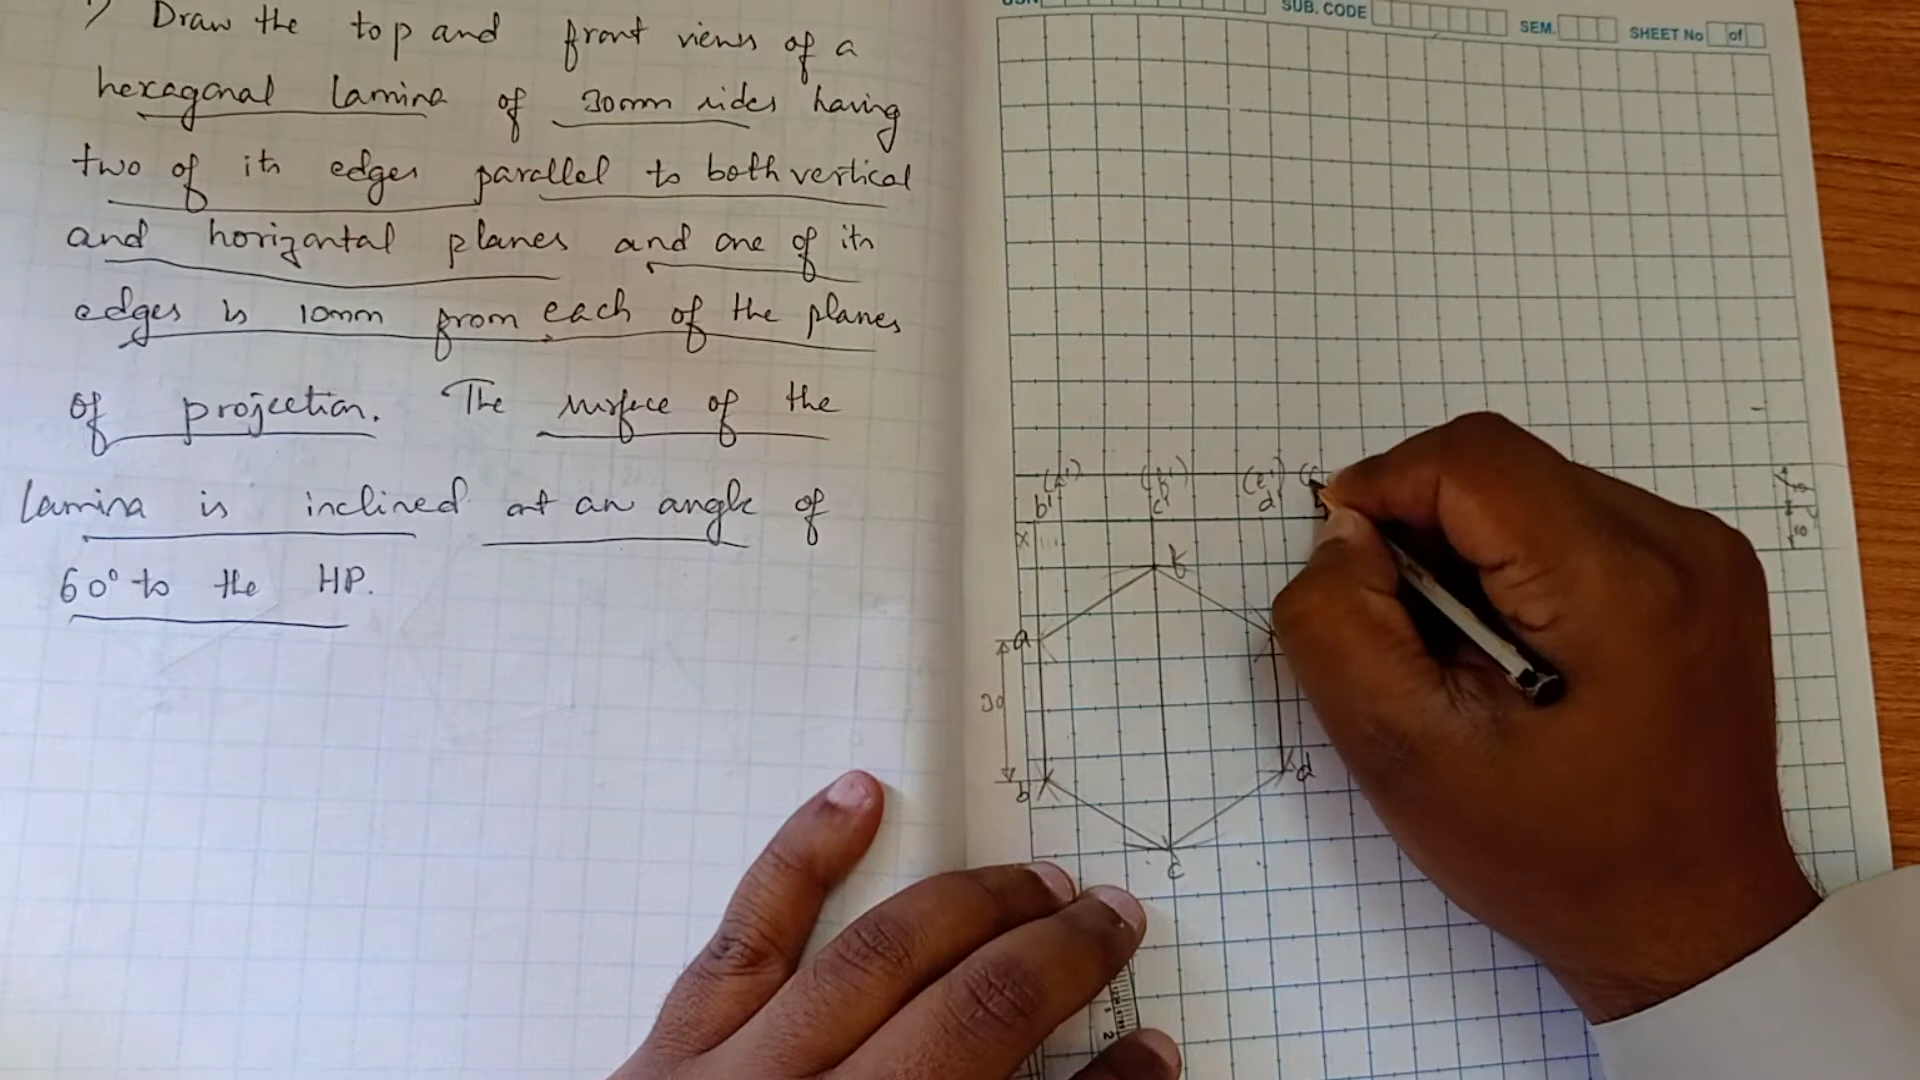 Draw the top and front views of a
hexagonal lamina of 30mm sides having
two of its edges parallel to both vertical
and horizontal planes and one of its
edges is 10mm from each of the planes
of projection. The surface of the
lamina is inclined at an angle of
60° to the HP.
SUB. CODE
SEM.
SHEET No of
(a') (f') (e')
b' c' d'
X
f
a
30
b d
c